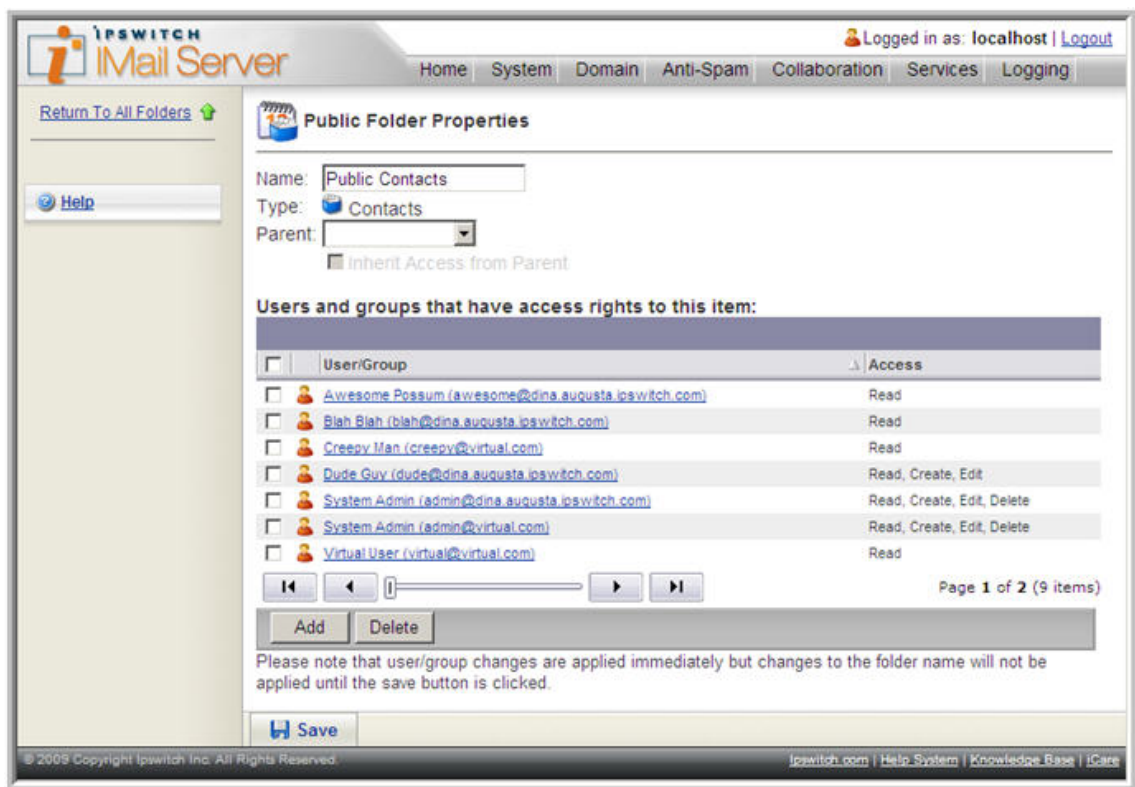 IPSWITCH
IMail Server
Logged in as: localhost | Logout
Home System Domain Anti-Spam Collaboration Services Logging
Return To All Folders
Help
Public Folder Properties
Name: Public Contacts
Type: Contacts
Parent:
Inherit Access from Parent
Users and groups that have access rights to this item:
User/Group Access
Awesome Possum (awesome@dina.augusta.ipswitch.com) Read
Blah Blah (blah@dina.augusta.ipswitch.com) Read
Creepy Man (creepy@virtual.com) Read
Dude Guy (dude@dina.augusta.ipswitch.com) Read, Create, Edit
System Admin (admin@dina.augusta.ipswitch.com) Read, Create, Edit, Delete
System Admin (admin@virtual.com) Read, Create, Edit, Delete
Virtual User (virtual@virtual.com) Read
Page 1 of 2 (9 items)
Add Delete
Please note that user/group changes are applied immediately but changes to the folder name will not be
applied until the save button is clicked.
Save
© 2009 Copyright Ipswitch Inc. All Rights Reserved. Ipswitch.com | Help System | Knowledge Base | iCare